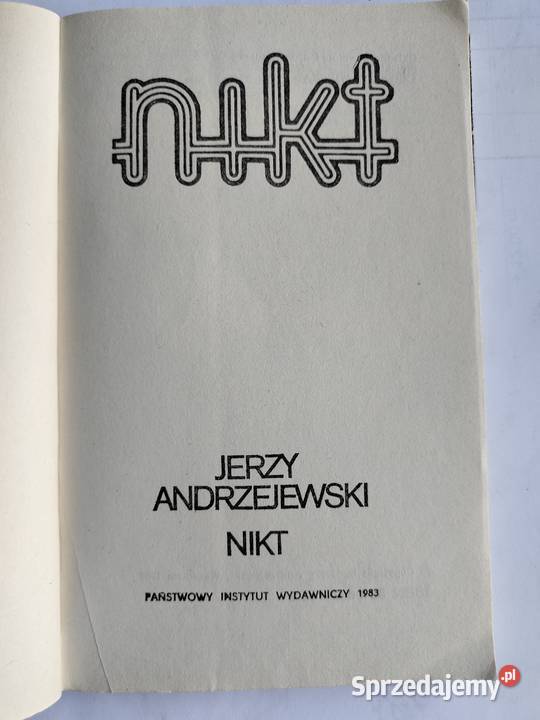 nikt
JERZY
ANDRZEJEWSKI
NIKT
PAŃSTWOWY INSTYTUT WYDAWNICZY 1983
Sprzedajemy.pl